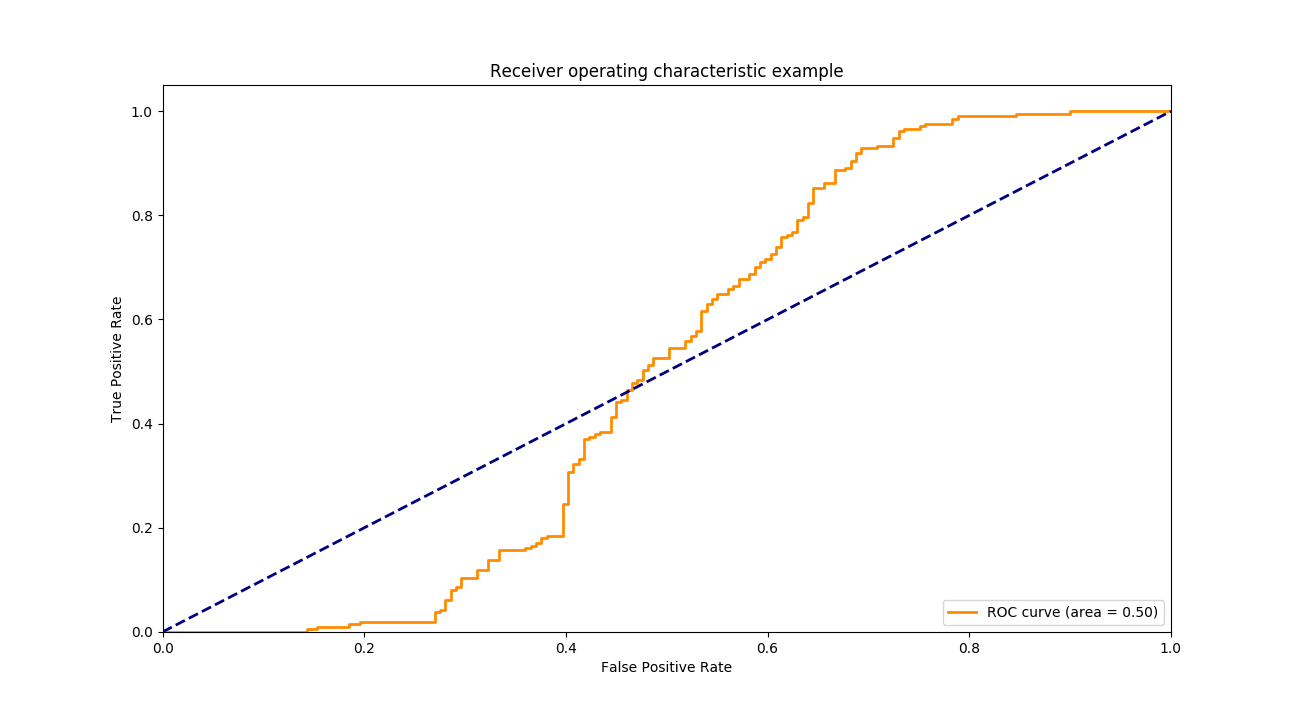 Receiver operating characteristic example
1.0
0.8
0.6
0.4
0.2
0.0
True Positive Rate
ROC curve (area = 0.50)
0.0 0.2 0.4 0.6 0.8 1.0
False Positive Rate